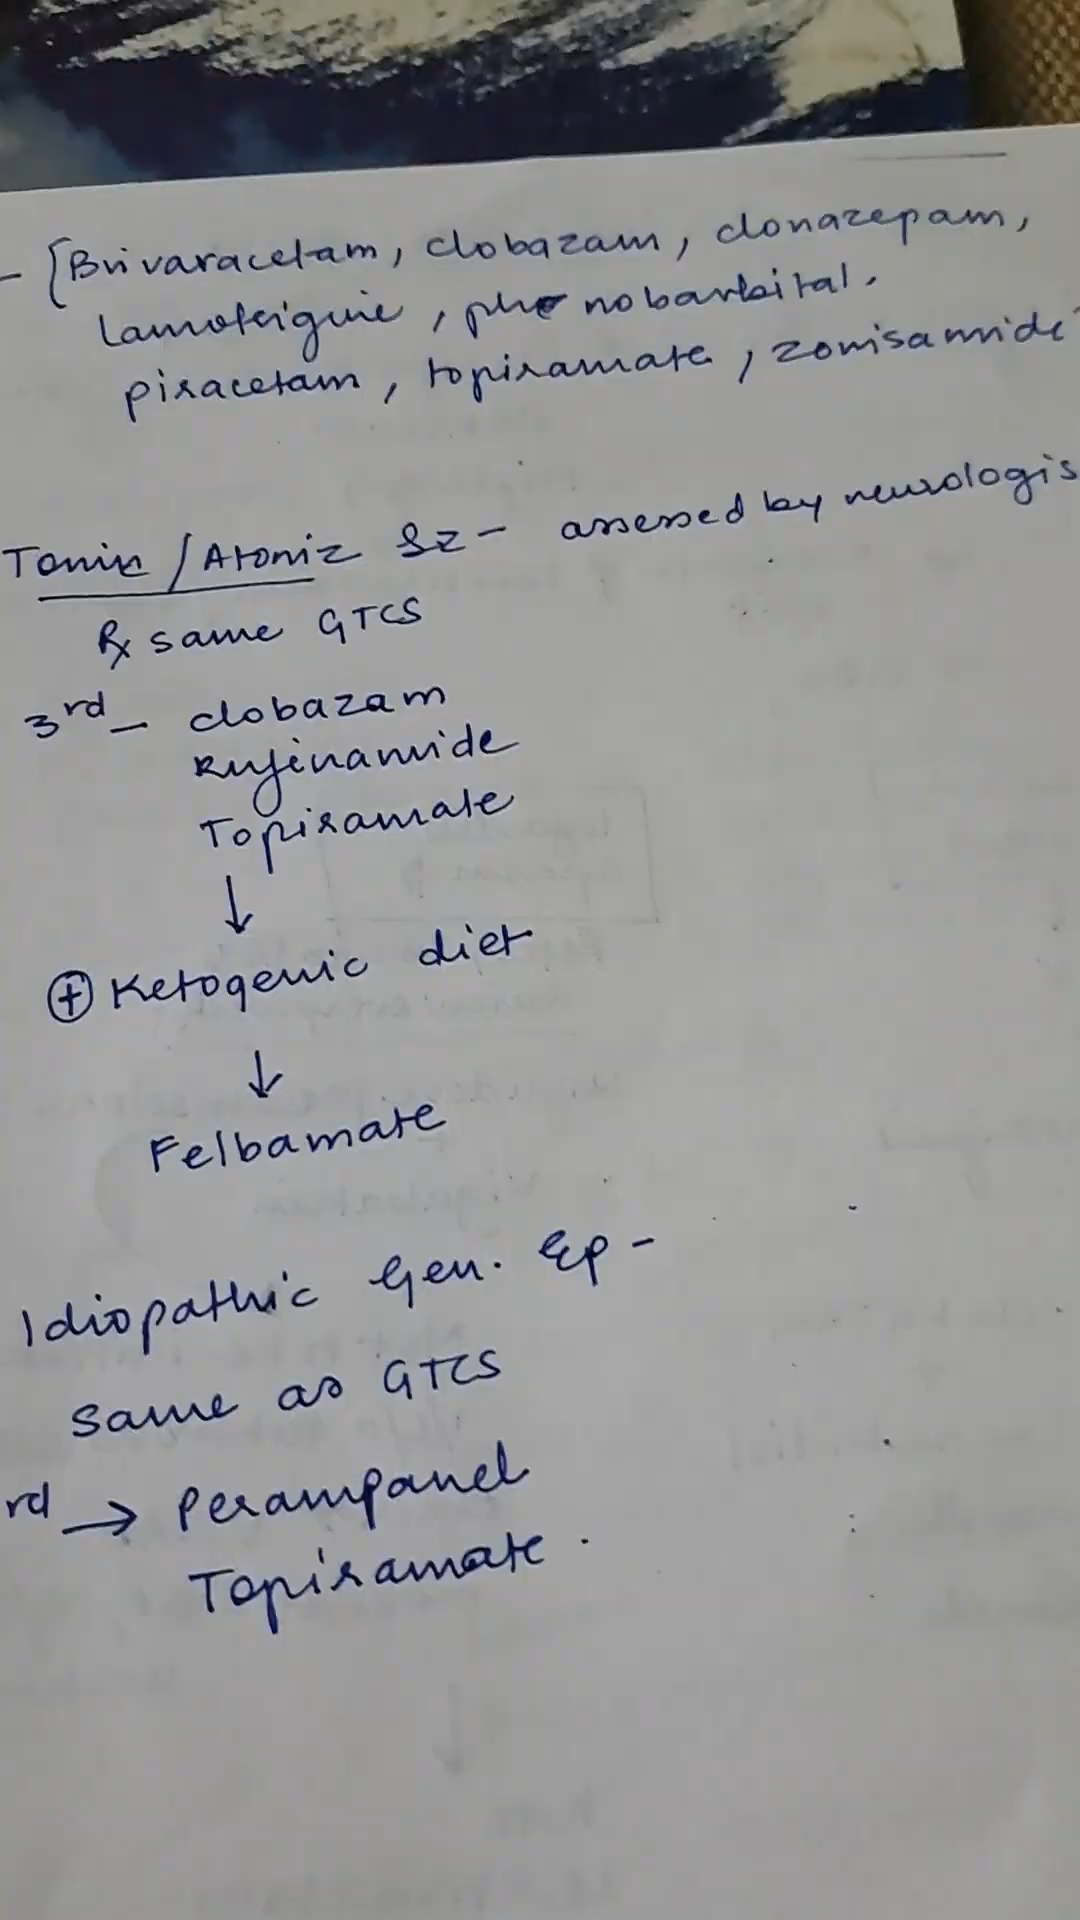 - [Brivaracetam, clobazam, clonazepam,
Lamotrigine, phenobarbital.
piracetam, topiramate, zonisamide
Tonic / Atonic Sz - assessed by neurologis
Rx same GTCS
3rd - clobazam
Rufinamide
Topiramate
↓
⊕ Ketogenic diet
↓
Felbamate
Idiopathic Gen. Ep -
Same as GTCS
rd → Perampanel
Topiramate.